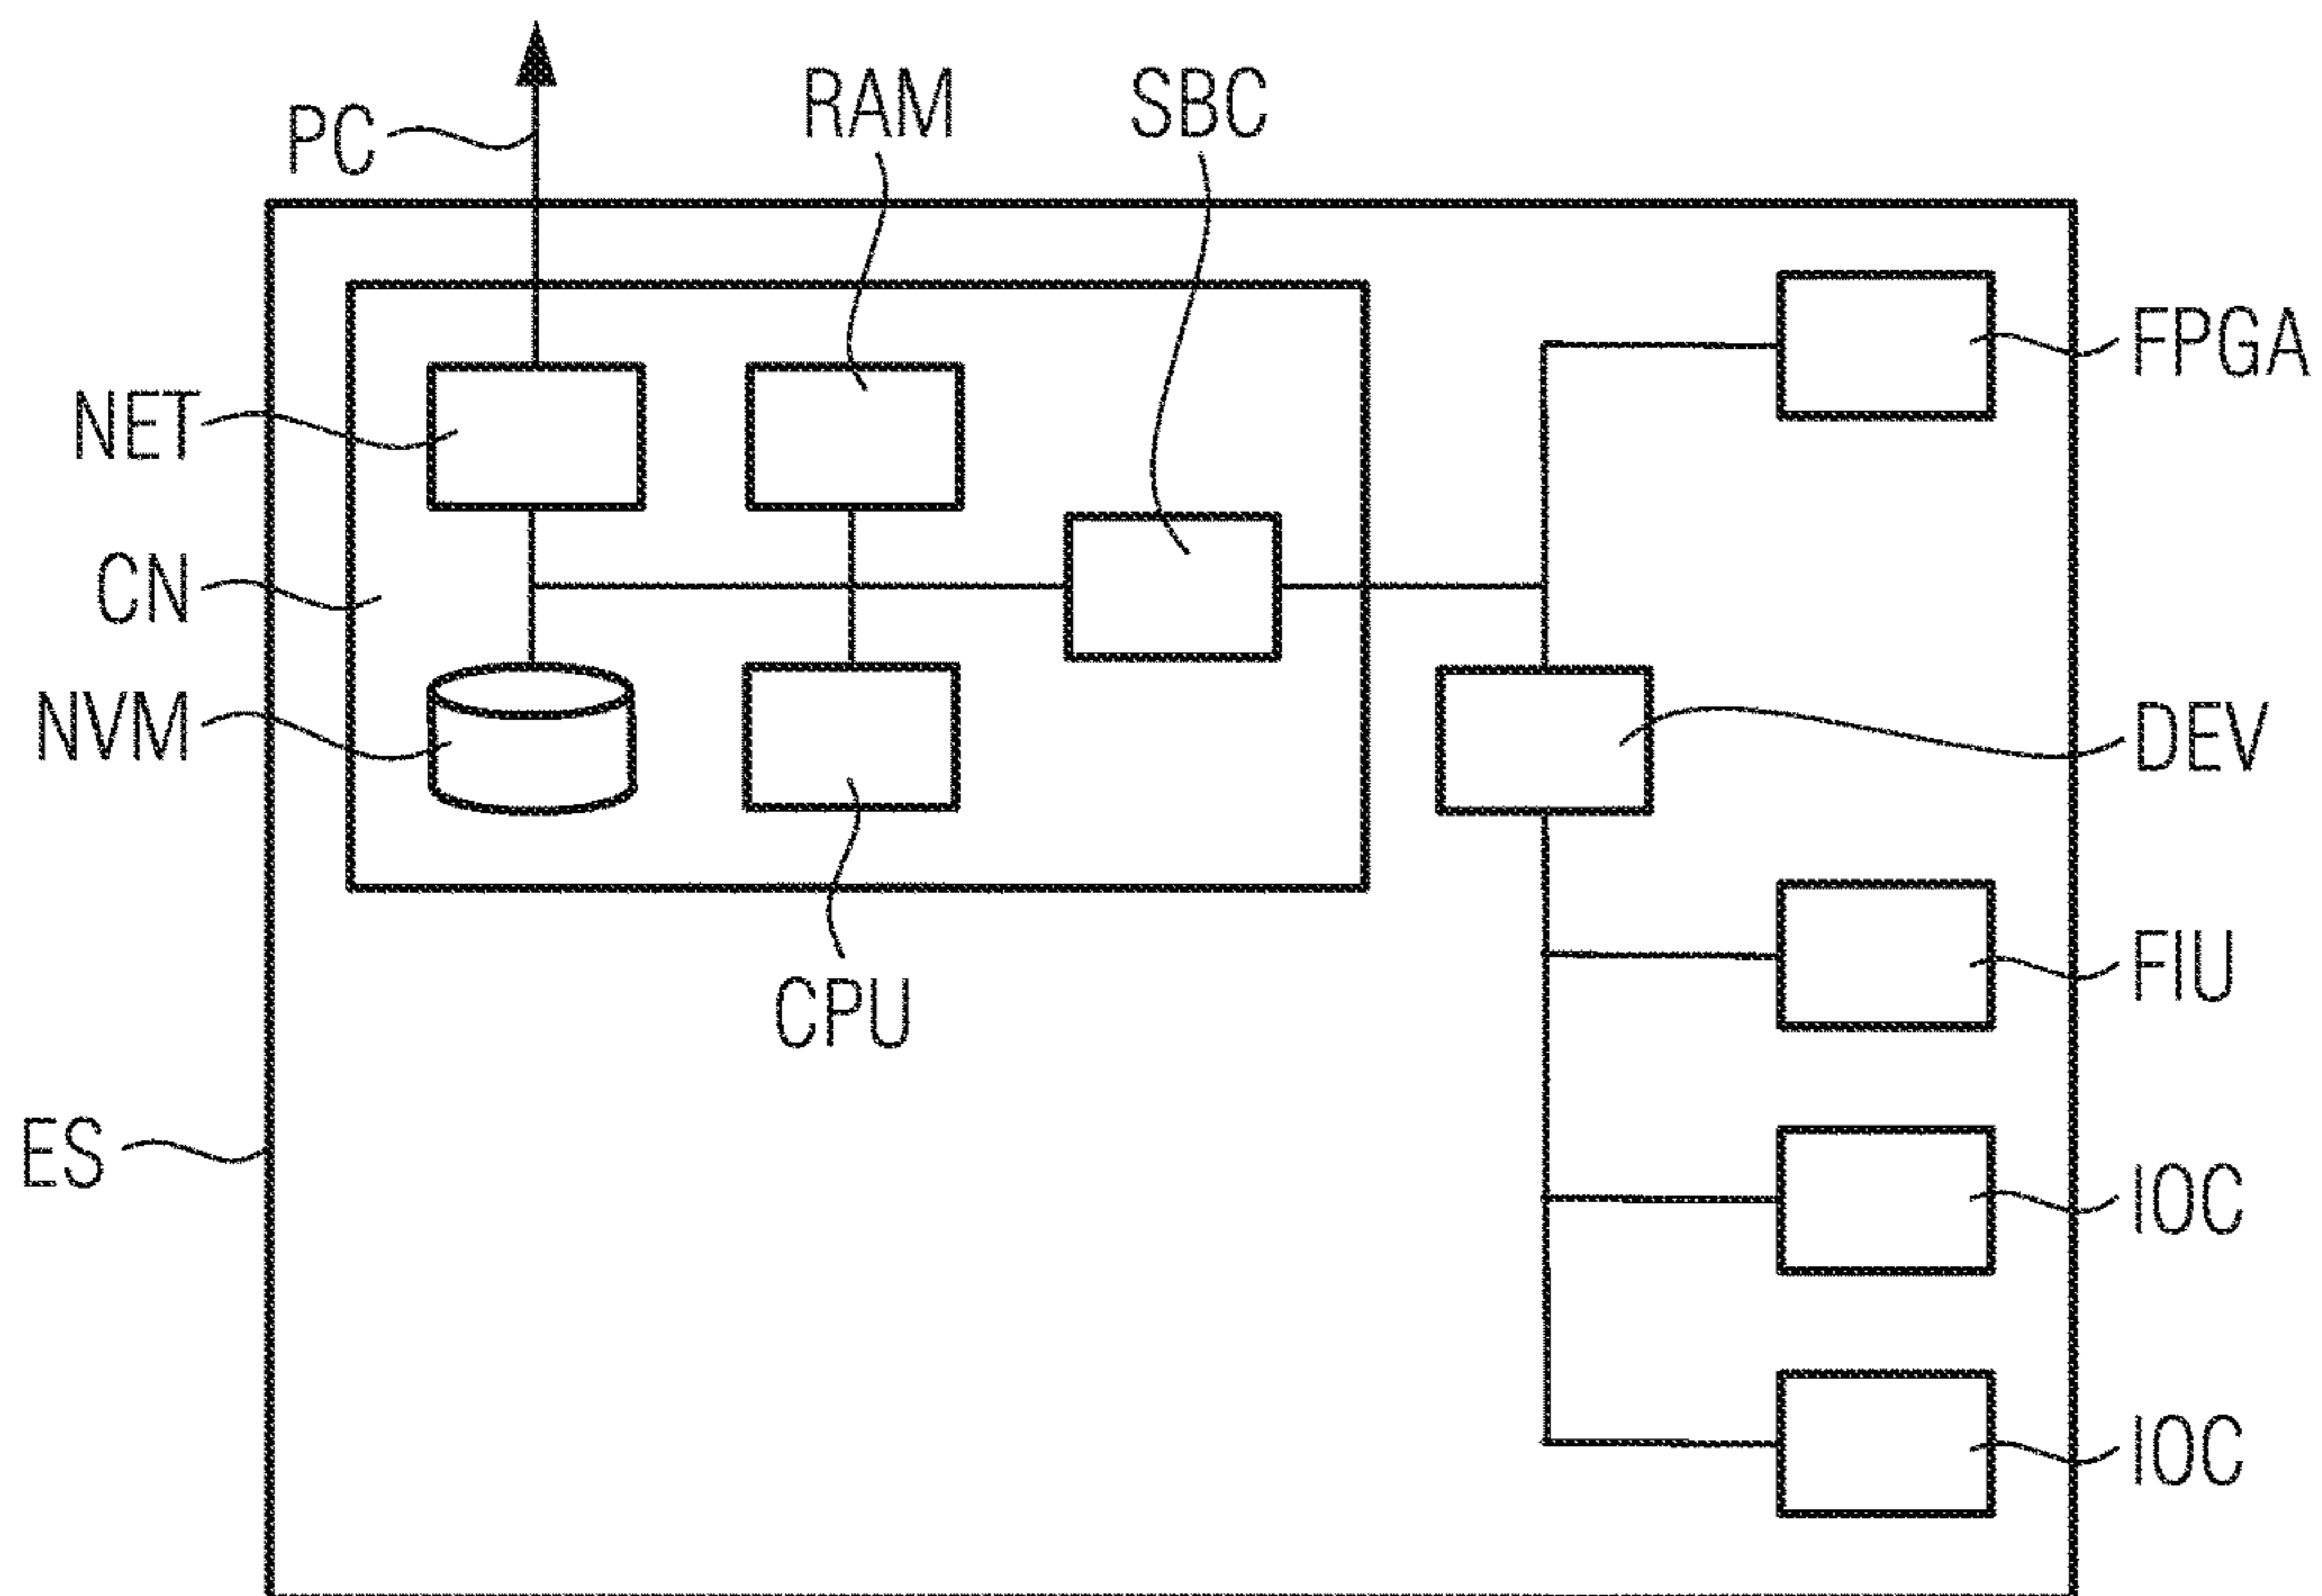 PC
RAM
SBC
FPGA
NET
CN
NVM
DEV
FIU
CPU
ES
IOC
IOC